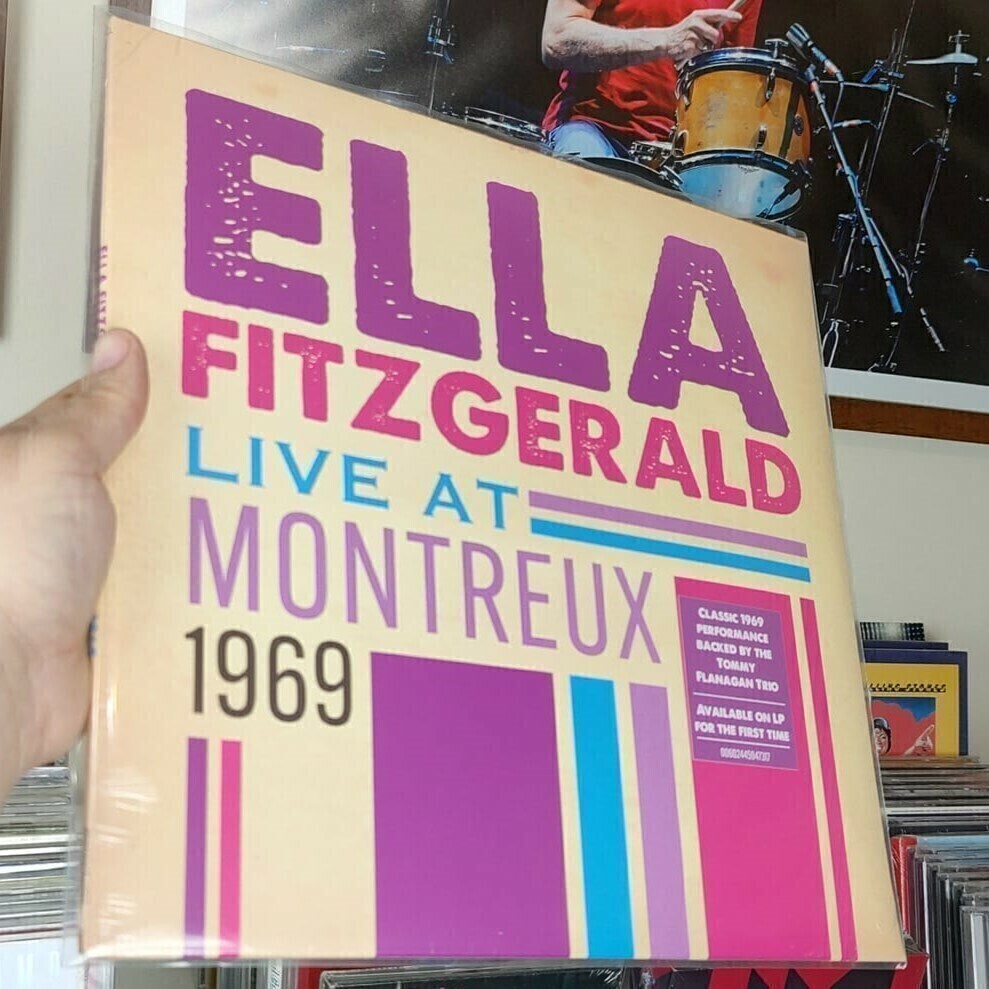 ELLA
FITZGERALD
LIVE AT
MONTREUX
1969
CLASSIC 1969
PERFORMANCE
BACKED BY THE
TOMMY
FLANAGAN TRIO
AVAILABLE ON LP
FOR THE FIRST TIME